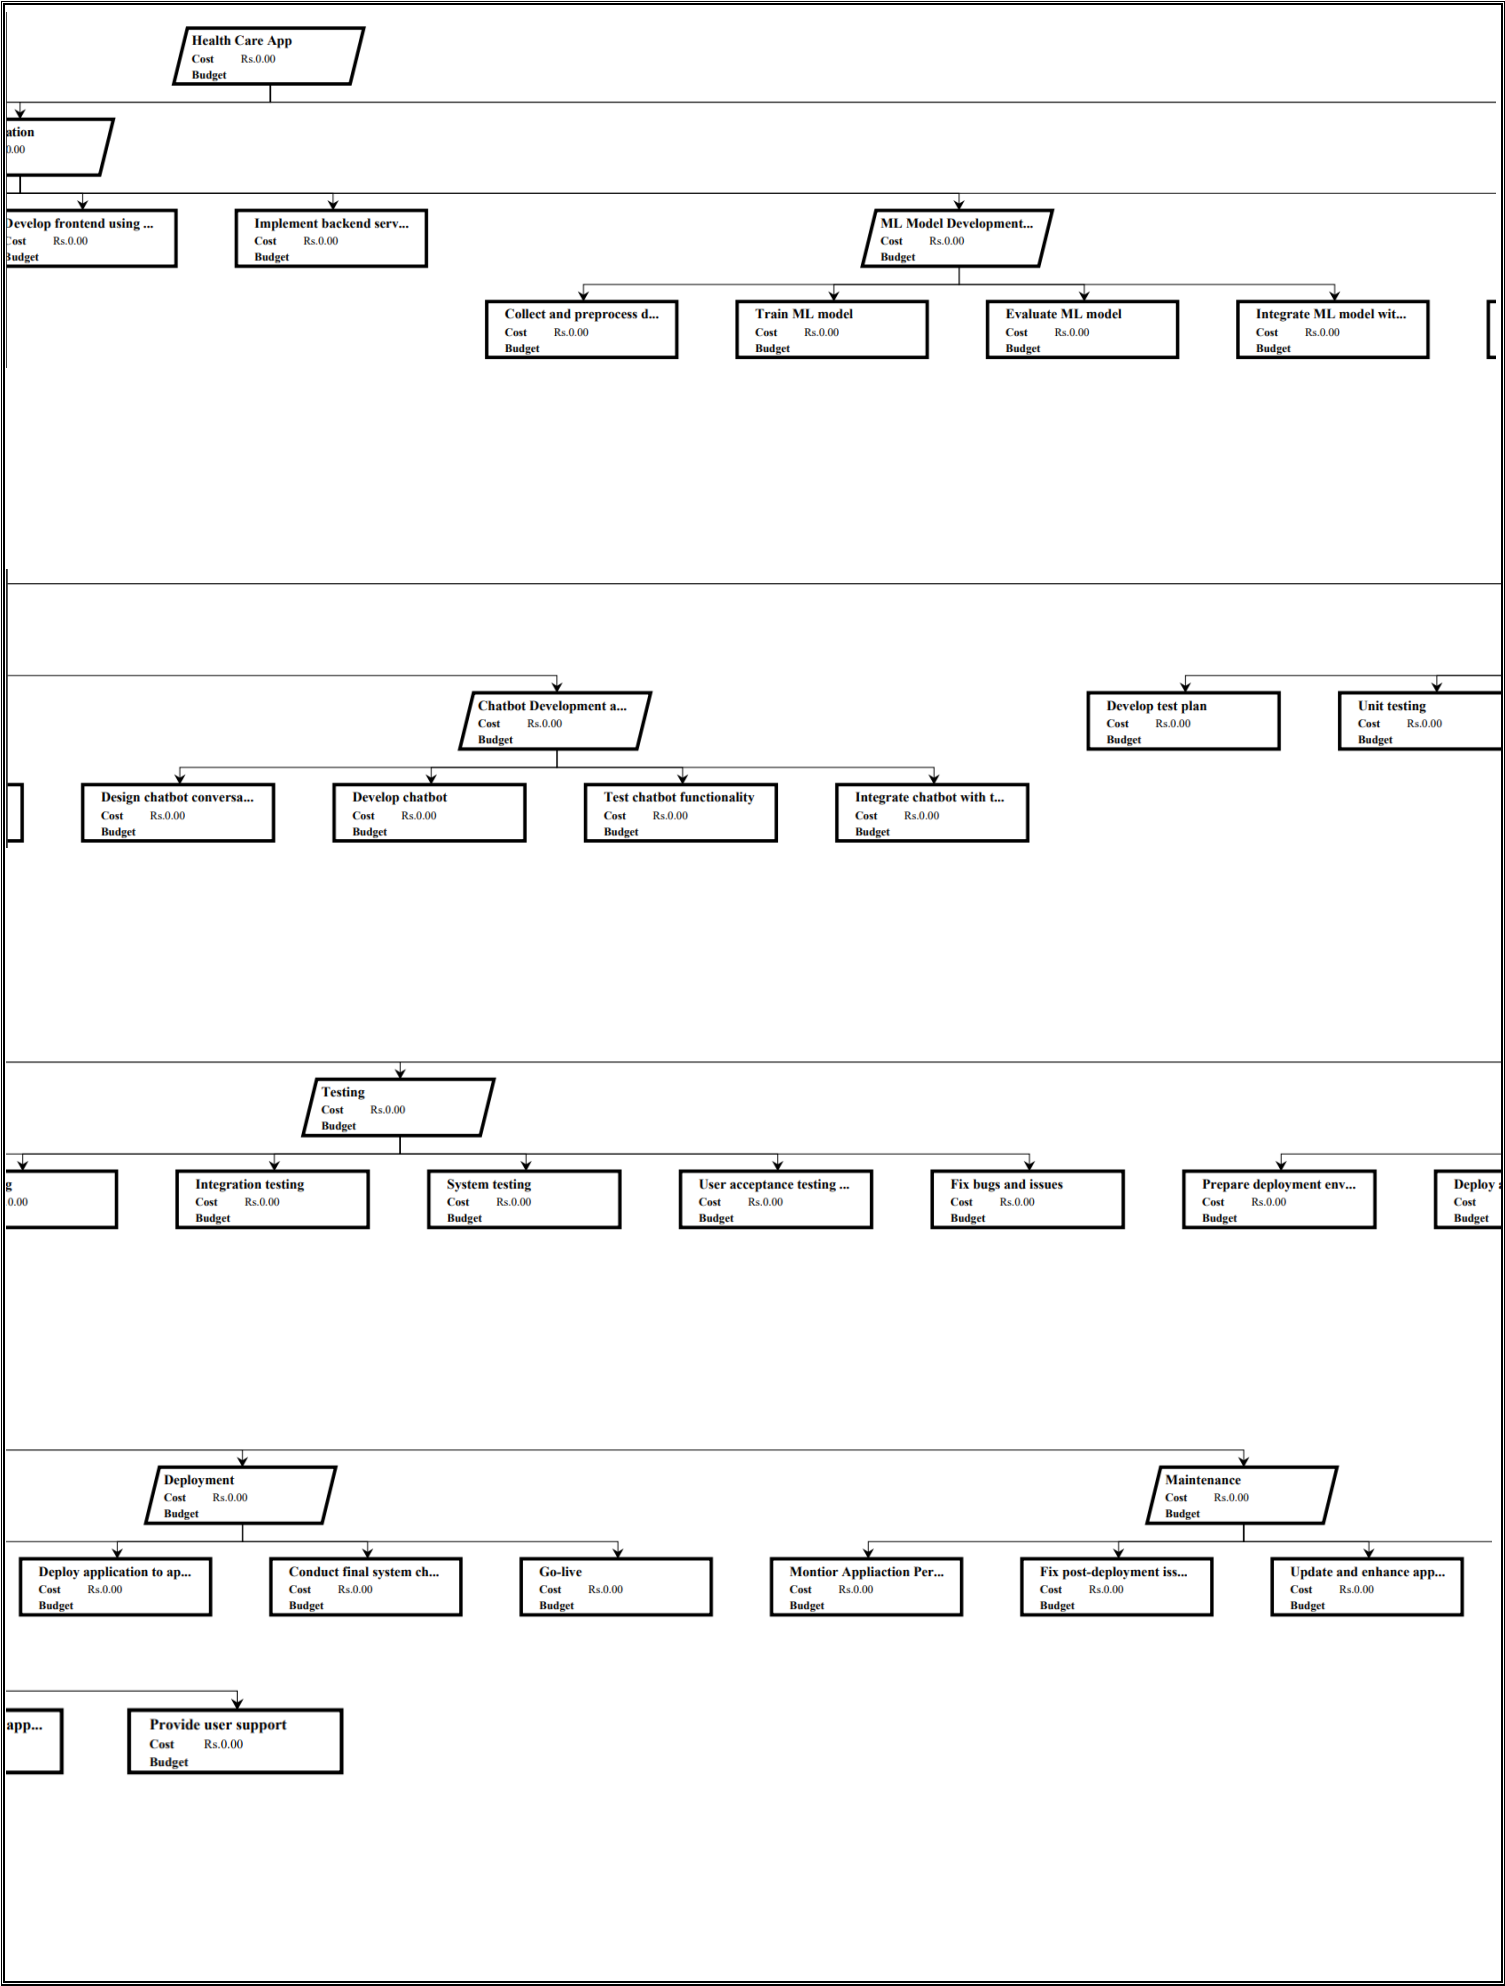 Health Care App
Cost Rs.0.00
Budget
ation
0.00
Develop frontend using ...
Cost Rs.0.00
Budget
Implement backend serv...
Cost Rs.0.00
Budget
ML Model Development...
Cost Rs.0.00
Budget
Collect and preprocess d...
Cost Rs.0.00
Budget
Train ML model
Cost Rs.0.00
Budget
Evaluate ML model
Cost Rs.0.00
Budget
Integrate ML model wit...
Cost Rs.0.00
Budget
Chatbot Development a...
Cost Rs.0.00
Budget
Develop test plan
Cost Rs.0.00
Budget
Unit testing
Cost Rs.0.00
Budget
Design chatbot conversa...
Cost Rs.0.00
Budget
Develop chatbot
Cost Rs.0.00
Budget
Test chatbot functionality
Cost Rs.0.00
Budget
Integrate chatbot with t...
Cost Rs.0.00
Budget
Testing
Cost Rs.0.00
Budget
g
0.00
Integration testing
Cost Rs.0.00
Budget
System testing
Cost Rs.0.00
Budget
User acceptance testing ...
Cost Rs.0.00
Budget
Fix bugs and issues
Cost Rs.0.00
Budget
Prepare deployment env...
Cost Rs.0.00
Budget
Deploy a
Cost
Budget
Deployment
Cost Rs.0.00
Budget
Maintenance
Cost Rs.0.00
Budget
Deploy application to ap...
Cost Rs.0.00
Budget
Conduct final system ch...
Cost Rs.0.00
Budget
Go-live
Cost Rs.0.00
Budget
Montior Appliaction Per...
Cost Rs.0.00
Budget
Fix post-deployment iss...
Cost Rs.0.00
Budget
Update and enhance app...
Cost Rs.0.00
Budget
app...
Provide user support
Cost Rs.0.00
Budget